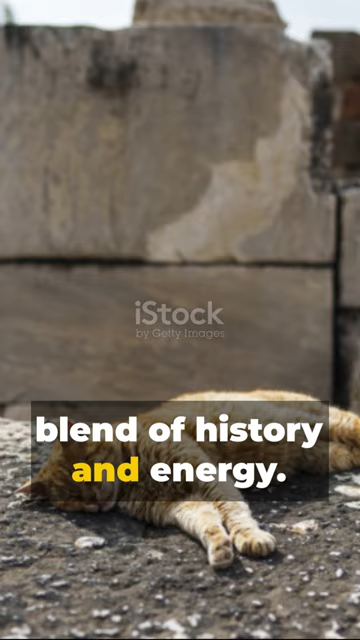 iStock
by Getty Images
blend of history
and energy.